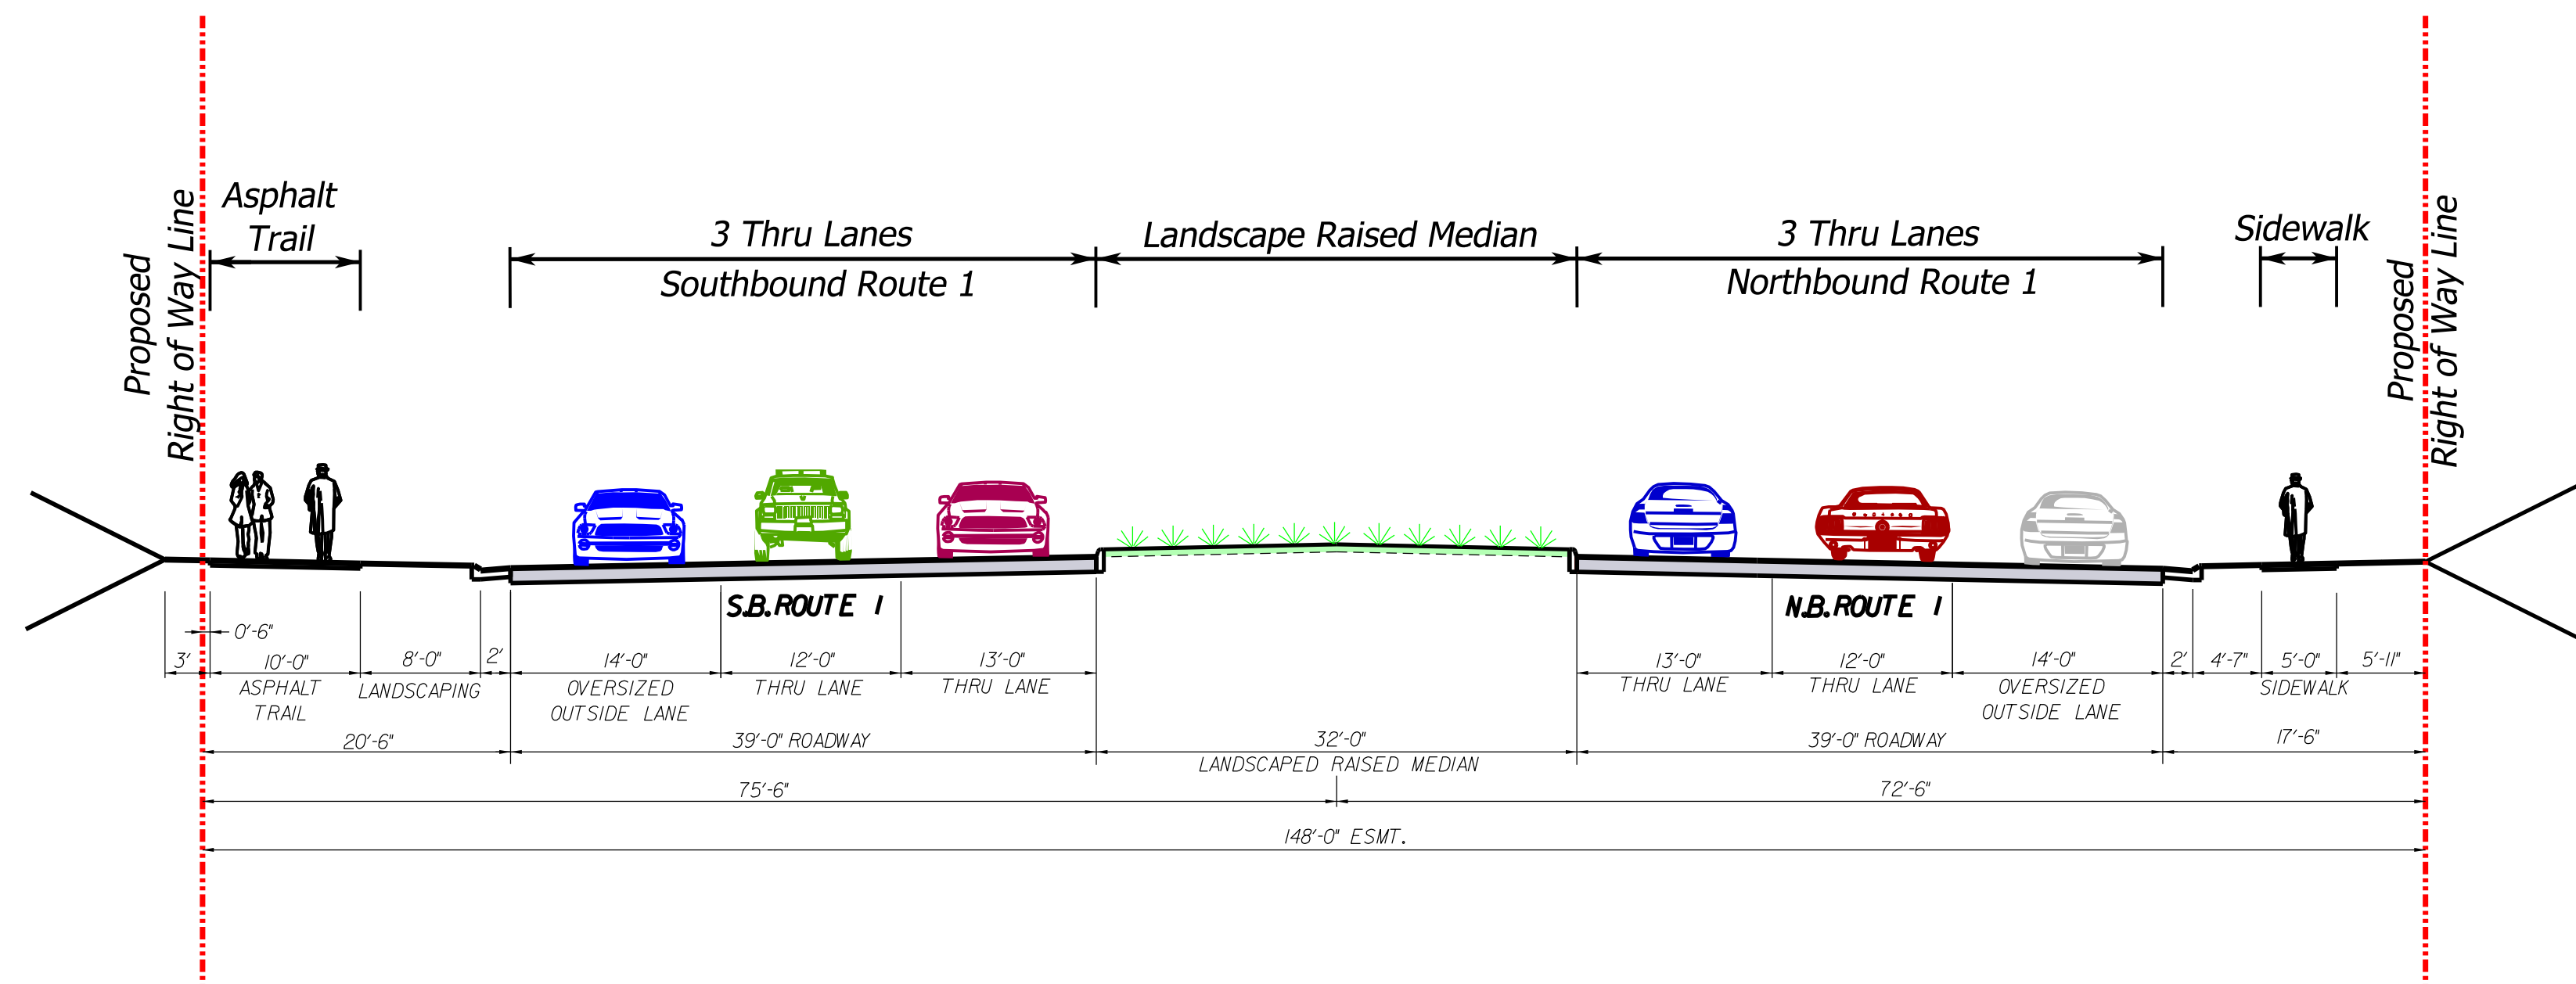 Proposed
Right of Way Line
Asphalt
Trail
3 Thru Lanes
Southbound Route 1
Landscape Raised Median
3 Thru Lanes
Northbound Route 1
Sidewalk
Proposed
Right of Way Line
S.B.ROUTE 1
N.B.ROUTE 1
0'-6"
3'
10'-0"
8'-0"
2'
14'-0"
12'-0"
13'-0"
13'-0"
12'-0"
14'-0"
2'
4'-7"
5'-0"
5'-11"
ASPHALT
TRAIL
LANDSCAPING
OVERSIZED
OUTSIDE LANE
THRU LANE
THRU LANE
THRU LANE
THRU LANE
OVERSIZED
OUTSIDE LANE
SIDEWALK
20'-6"
39'-0" ROADWAY
32'-0"
LANDSCAPED RAISED MEDIAN
39'-0" ROADWAY
17'-6"
75'-6"
72'-6"
148'-0" ESMT.